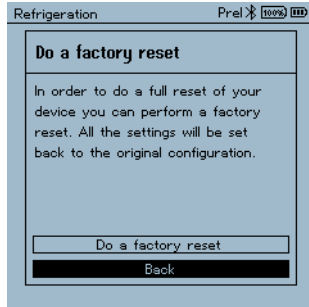 Refrigeration Prel 100%
Do a factory reset
In order to do a full reset of your
device you can perform a factory
reset. All the settings will be set
back to the original configuration.
Do a factory reset
Back